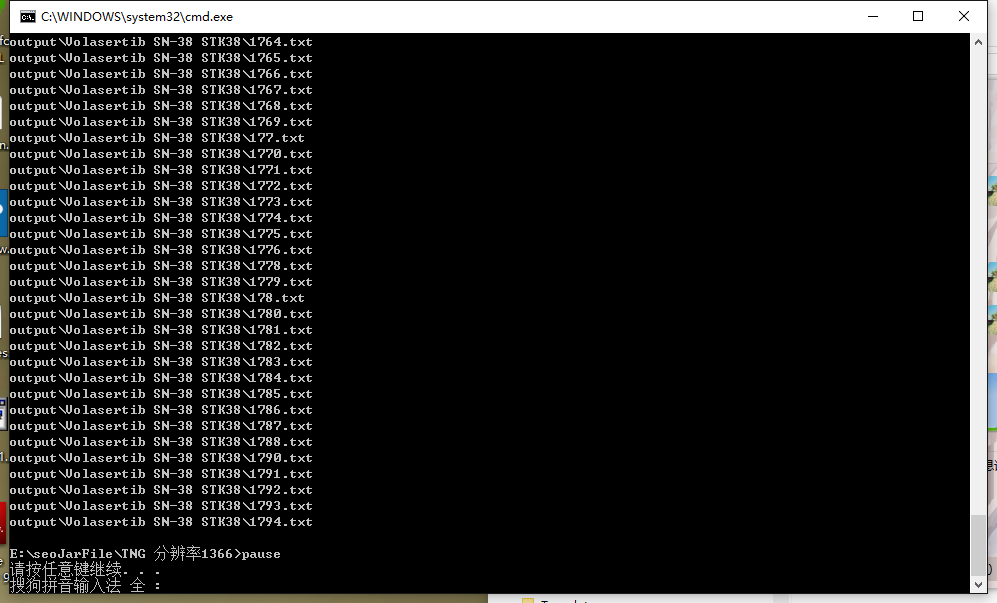 C:\WINDOWS\system32\cmd.exe
output\Volasertib SN-38 STK38\1764.txt
output\Volasertib SN-38 STK38\1765.txt
output\Volasertib SN-38 STK38\1766.txt
output\Volasertib SN-38 STK38\1767.txt
output\Volasertib SN-38 STK38\1768.txt
output\Volasertib SN-38 STK38\1769.txt
output\Volasertib SN-38 STK38\177.txt
output\Volasertib SN-38 STK38\1770.txt
output\Volasertib SN-38 STK38\1771.txt
output\Volasertib SN-38 STK38\1772.txt
output\Volasertib SN-38 STK38\1773.txt
output\Volasertib SN-38 STK38\1774.txt
output\Volasertib SN-38 STK38\1775.txt
output\Volasertib SN-38 STK38\1776.txt
output\Volasertib SN-38 STK38\1778.txt
output\Volasertib SN-38 STK38\1779.txt
output\Volasertib SN-38 STK38\178.txt
output\Volasertib SN-38 STK38\1780.txt
output\Volasertib SN-38 STK38\1781.txt
output\Volasertib SN-38 STK38\1782.txt
output\Volasertib SN-38 STK38\1783.txt
output\Volasertib SN-38 STK38\1784.txt
output\Volasertib SN-38 STK38\1785.txt
output\Volasertib SN-38 STK38\1786.txt
output\Volasertib SN-38 STK38\1787.txt
output\Volasertib SN-38 STK38\1788.txt
output\Volasertib SN-38 STK38\1790.txt
output\Volasertib SN-38 STK38\1791.txt
output\Volasertib SN-38 STK38\1792.txt
output\Volasertib SN-38 STK38\1793.txt
output\Volasertib SN-38 STK38\1794.txt
E:\seoJarFile\TNG 分辨率1366>pause
请按任意键继续. . .
搜狗拼音输入法 全 :